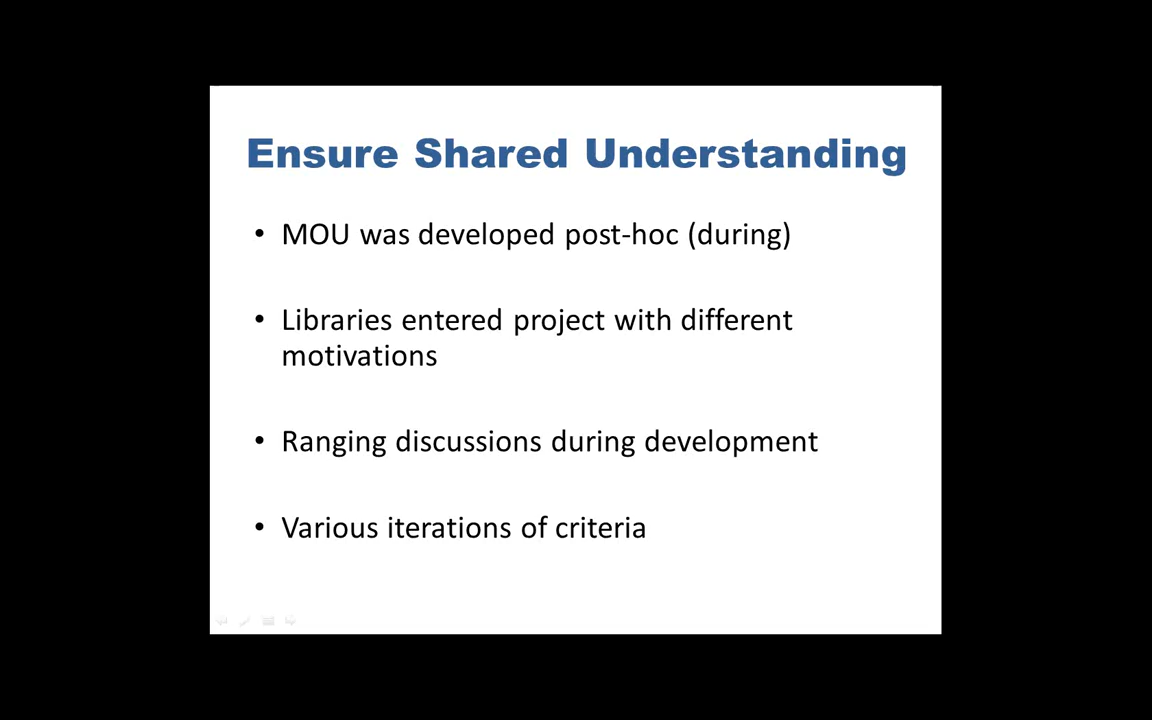 Ensure Shared Understanding
• MOU was developed post-hoc (during)
• Libraries entered project with different
motivations
• Ranging discussions during development
• Various iterations of criteria